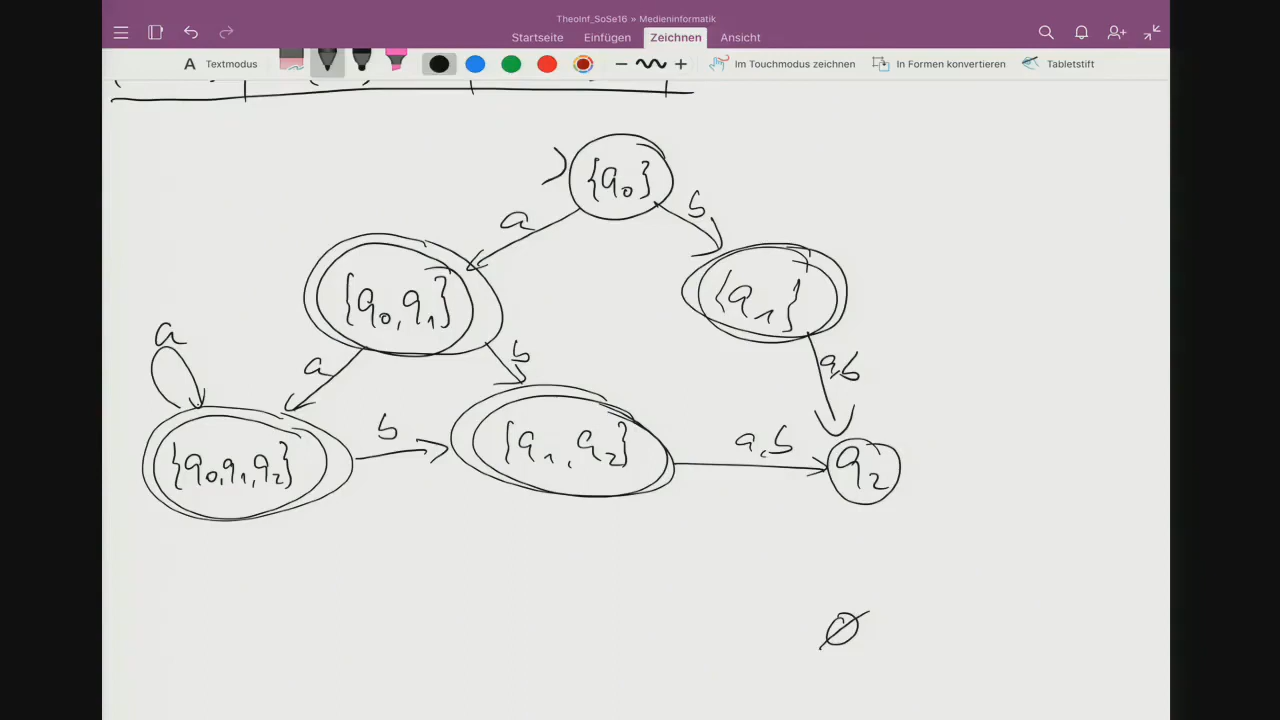 TheoInf_SoSe16 » Medieninformatik
Startseite Einfügen Zeichnen Ansicht
A Textmodus Im Touchmodus zeichnen In Formen konvertieren Tabletstift
{q₀}
a b
{q₀,q₁} {q₁}
a a b a,b
{q₀,q₁,q₂} b {q₁,q₂} a,b q₂
∅